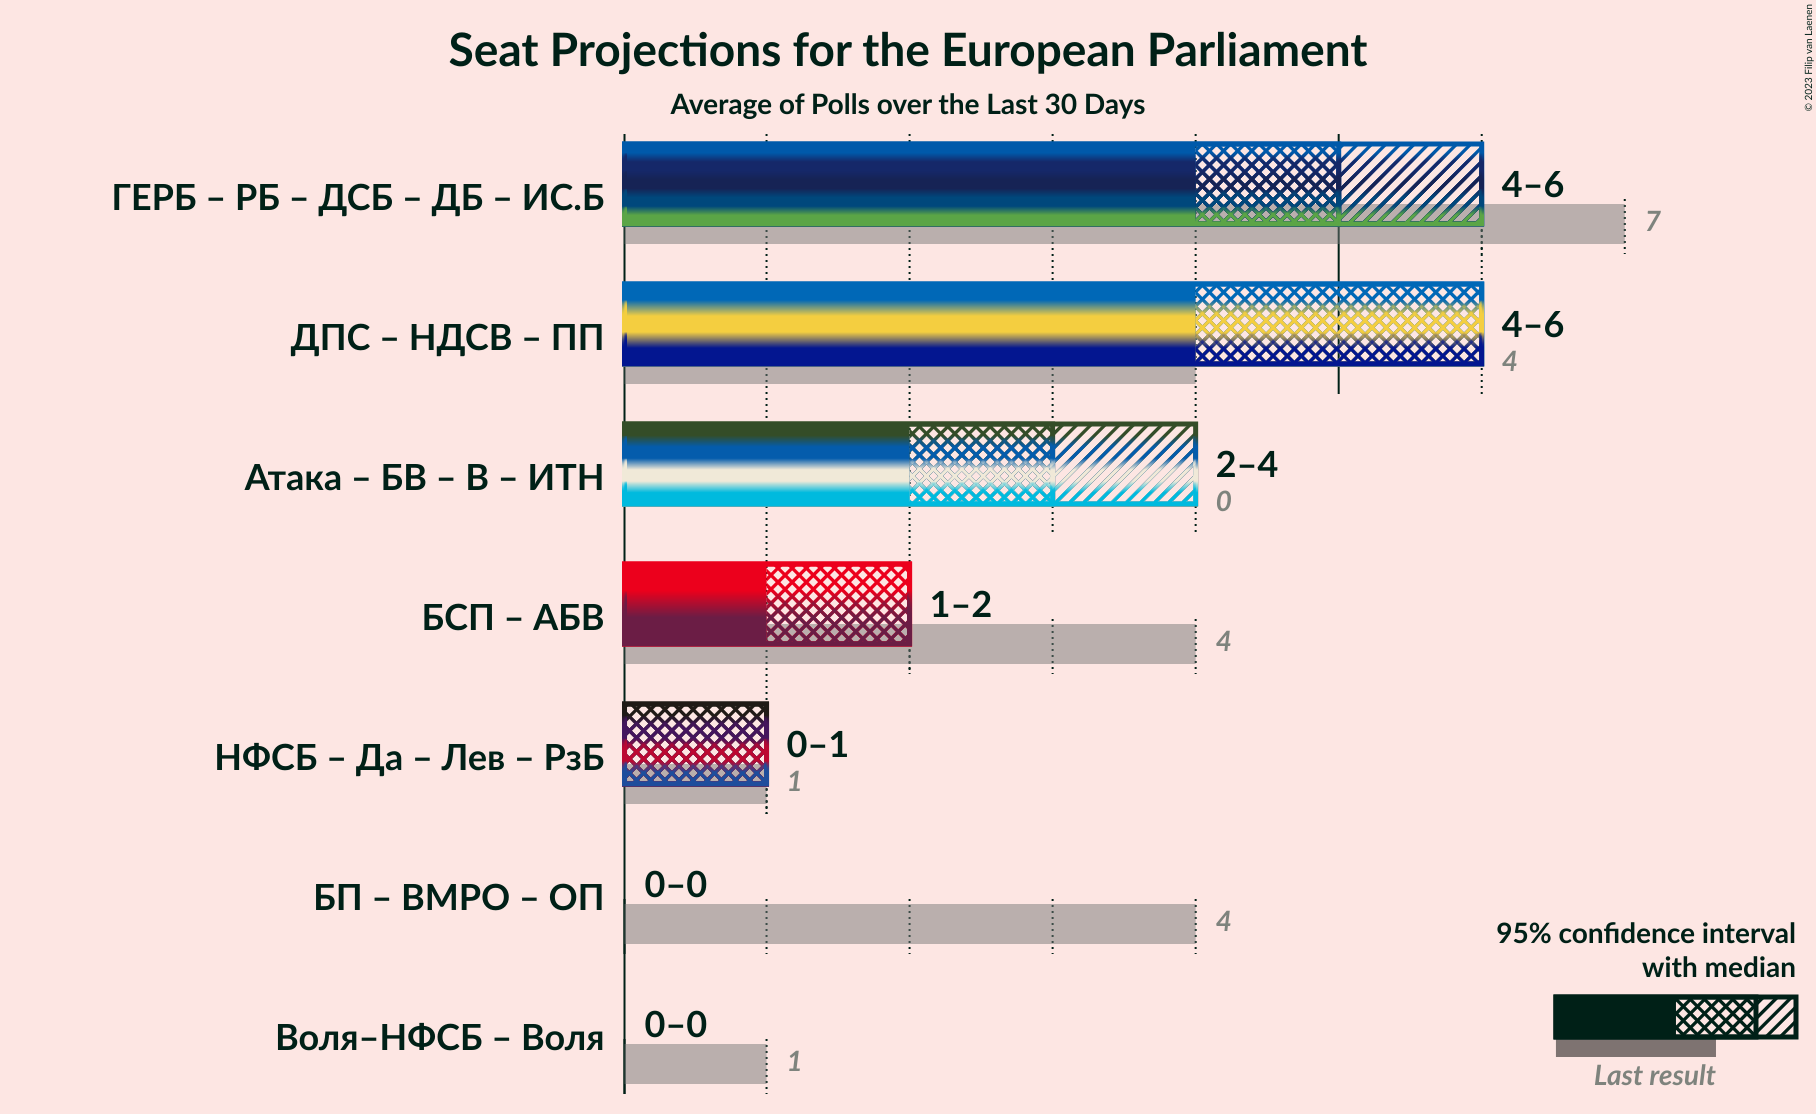 Seat Projections for the European Parliament
Average of Polls over the Last 30 Days
© 2023 Filip van Laenen
ГЕРБ – РБ – ДСБ – ДБ – ИС.Б
4–6
7
ДПС – НДСВ – ПП
4–6
4
Атака – БВ – В – ИТН
2–4
0
БСП – АБВ
1–2
4
НФСБ – Да – Лев – РзБ
0–1
1
БП – ВМРО – ОП
0–0
4
Воля–НФСБ – Воля
0–0
1
95% confidence interval
with median
Last result